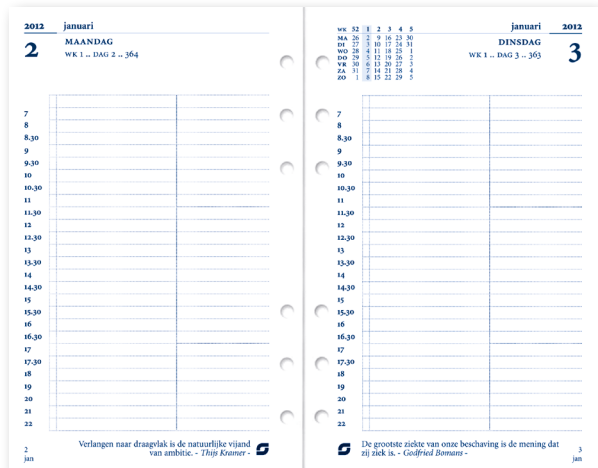 2012 januari
2 MAANDAG
WK 1 .. DAG 2 .. 364
7
8
8.30
9
9.30
10
10.30
11
11.30
12
12.30
13
13.30
14
14.30
15
15.30
16
16.30
17
17.30
18
19
20
21
22
2
jan
Verlangen naar draagvlak is de natuurlijke vijand
van ambitie. - Thijs Kramer -
januari 2012
WK 52 1 2 3 4 5
MA 26 2 9 16 23 30
DI 27 3 10 17 24 31
WO 28 4 11 18 25 1
DO 29 5 12 19 26 2
VR 30 6 13 20 27 3
ZA 31 7 14 21 28 4
ZO 1 8 15 22 29 5
DINSDAG 3
WK 1 .. DAG 3 .. 363
7
8
8.30
9
9.30
10
10.30
11
11.30
12
12.30
13
13.30
14
14.30
15
15.30
16
16.30
17
17.30
18
19
20
21
22
De grootste ziekte van onze beschaving is de mening dat
zij ziek is. - Godfried Bomans -
3
jan